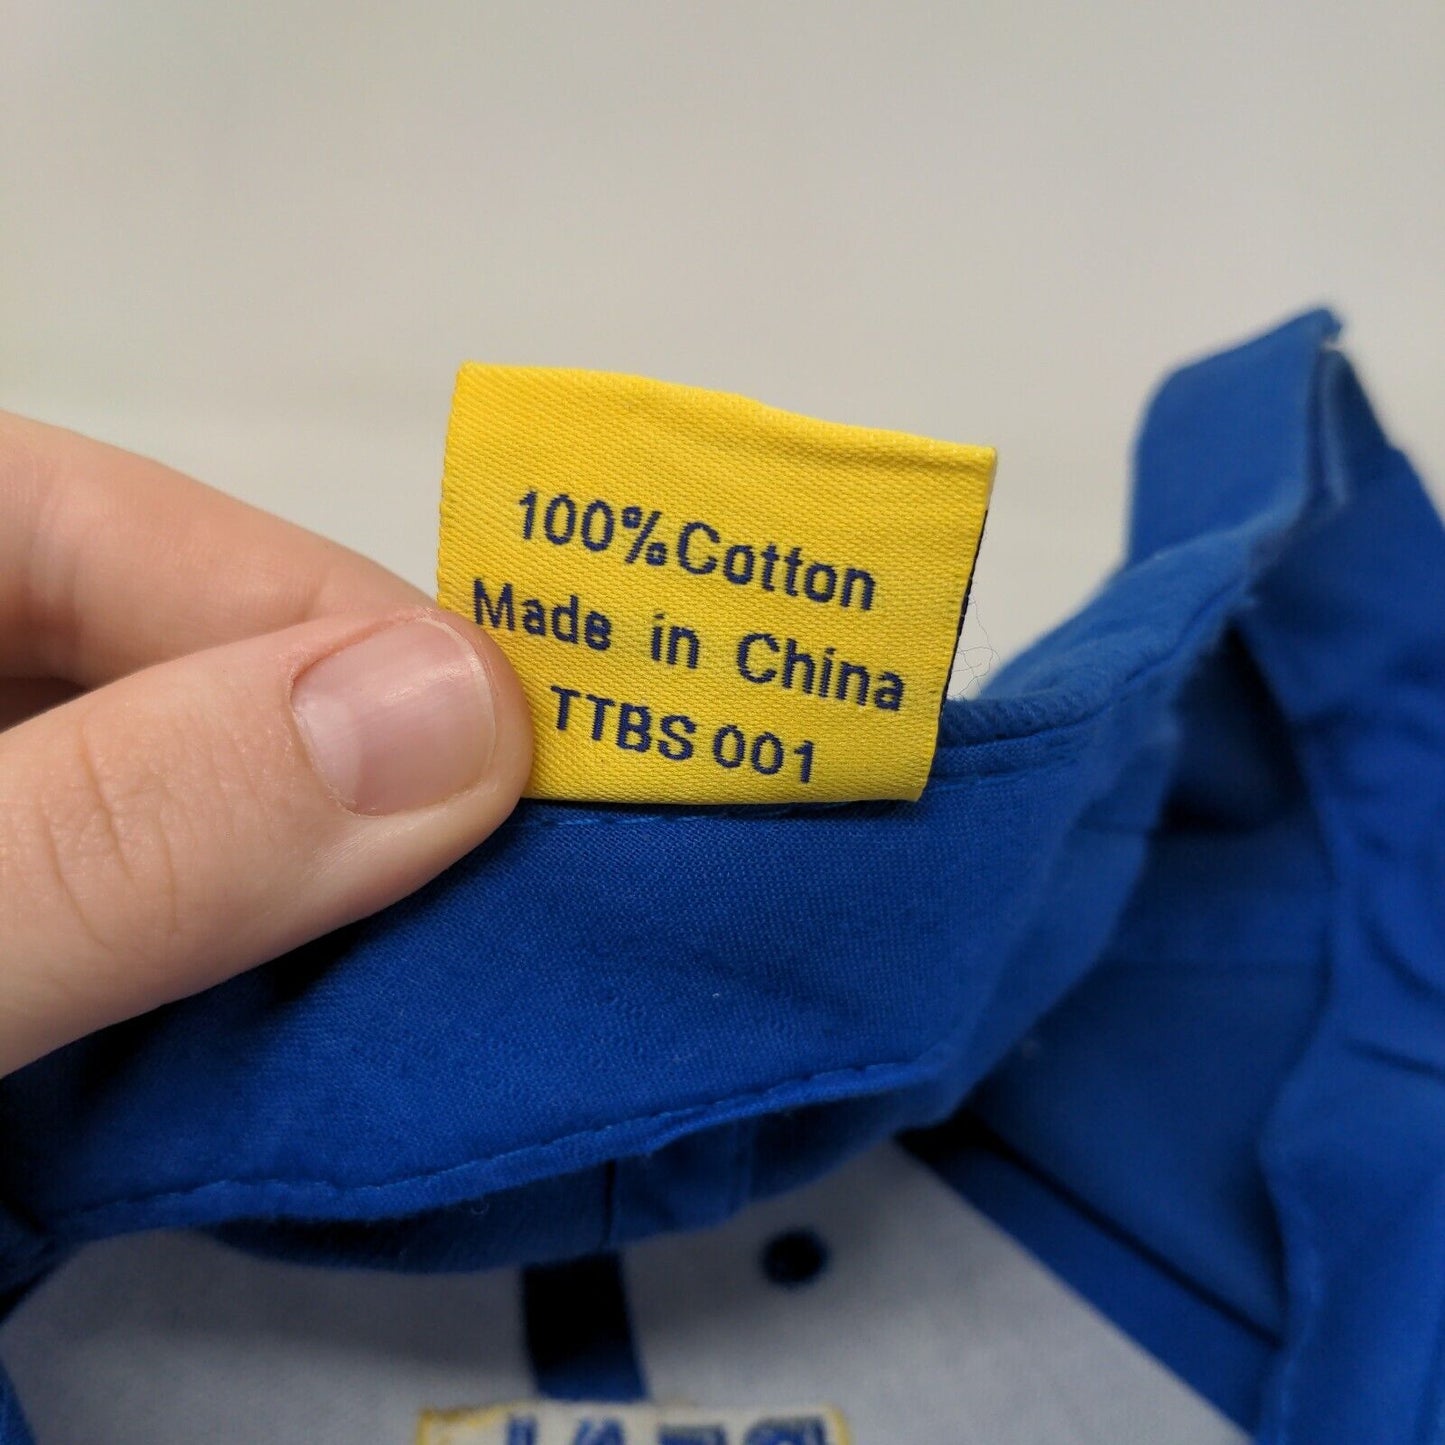 100%Cotton
Made in China
TTBS 001